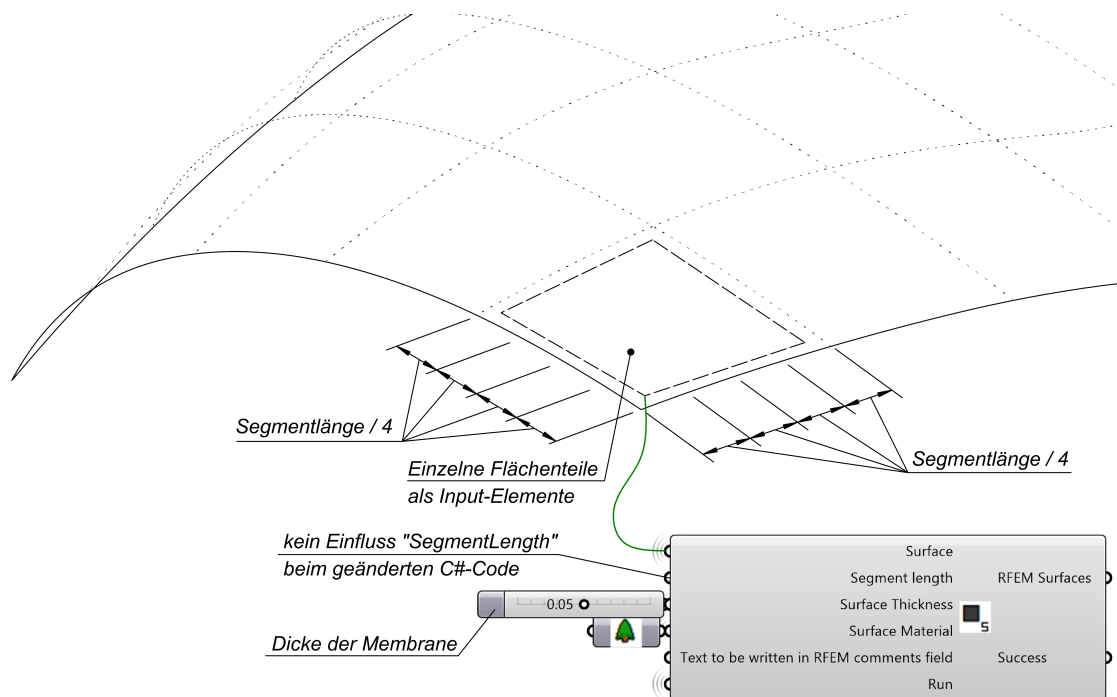 Segmentlänge / 4
Segmentlänge / 4
Einzelne Flächenteile
als Input-Elemente
kein Einfluss "SegmentLength"
beim geänderten C#-Code
Dicke der Membrane
0.05
Surface
Segment length
RFEM Surfaces
Surface Thickness
S
Surface Material
Text to be written in RFEM comments field
Success
Run